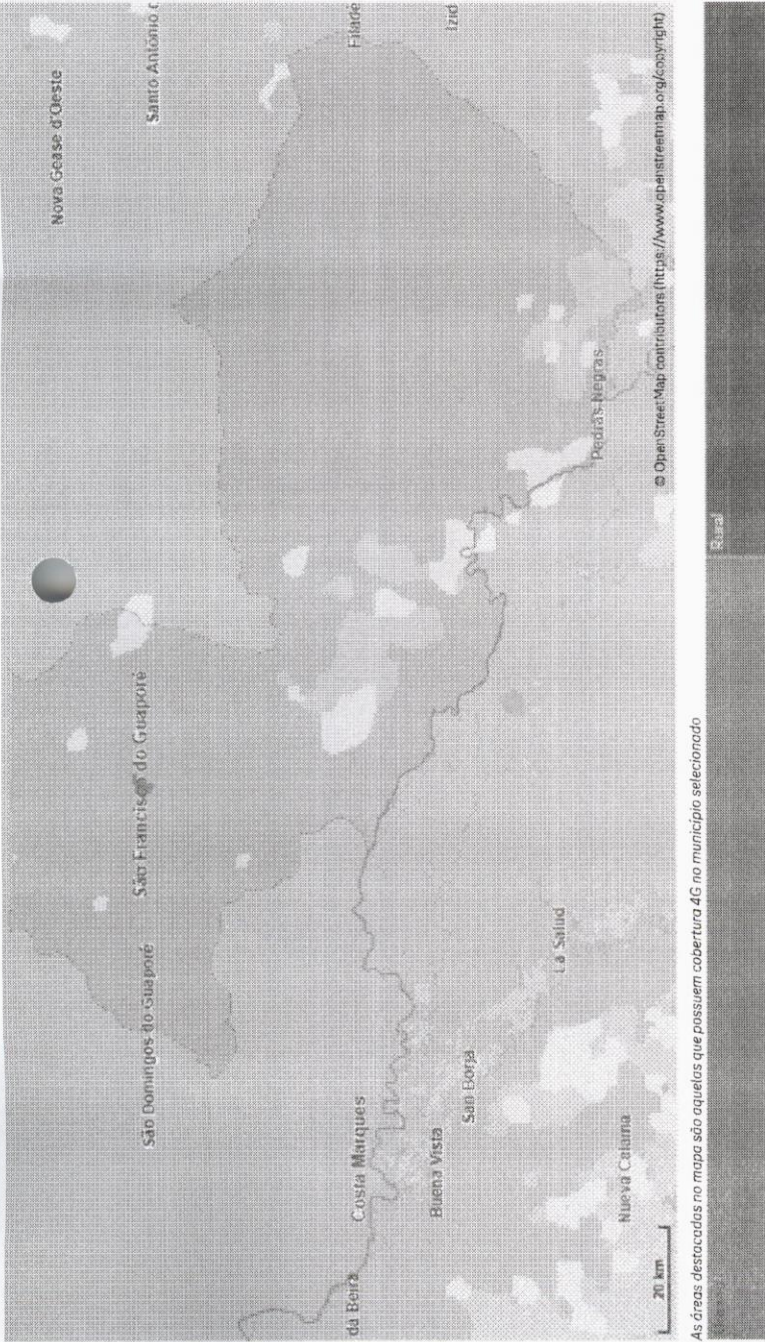 Nova Gease d'Oeste
Santo Antônio
Filadé
Izid
São Francisco do Guaporé
São Domingos do Guaporé
Pedras Negras
Costa Marques
da Beira
Buena Vista
San Borja
La Salud
Nueva Calama
20 km
© OpenStreetMap contributors (https://www.openstreetmap.org/copyright)
As áreas destacadas no mapa são aquelas que possuem cobertura 4G no município selecionado
Rural